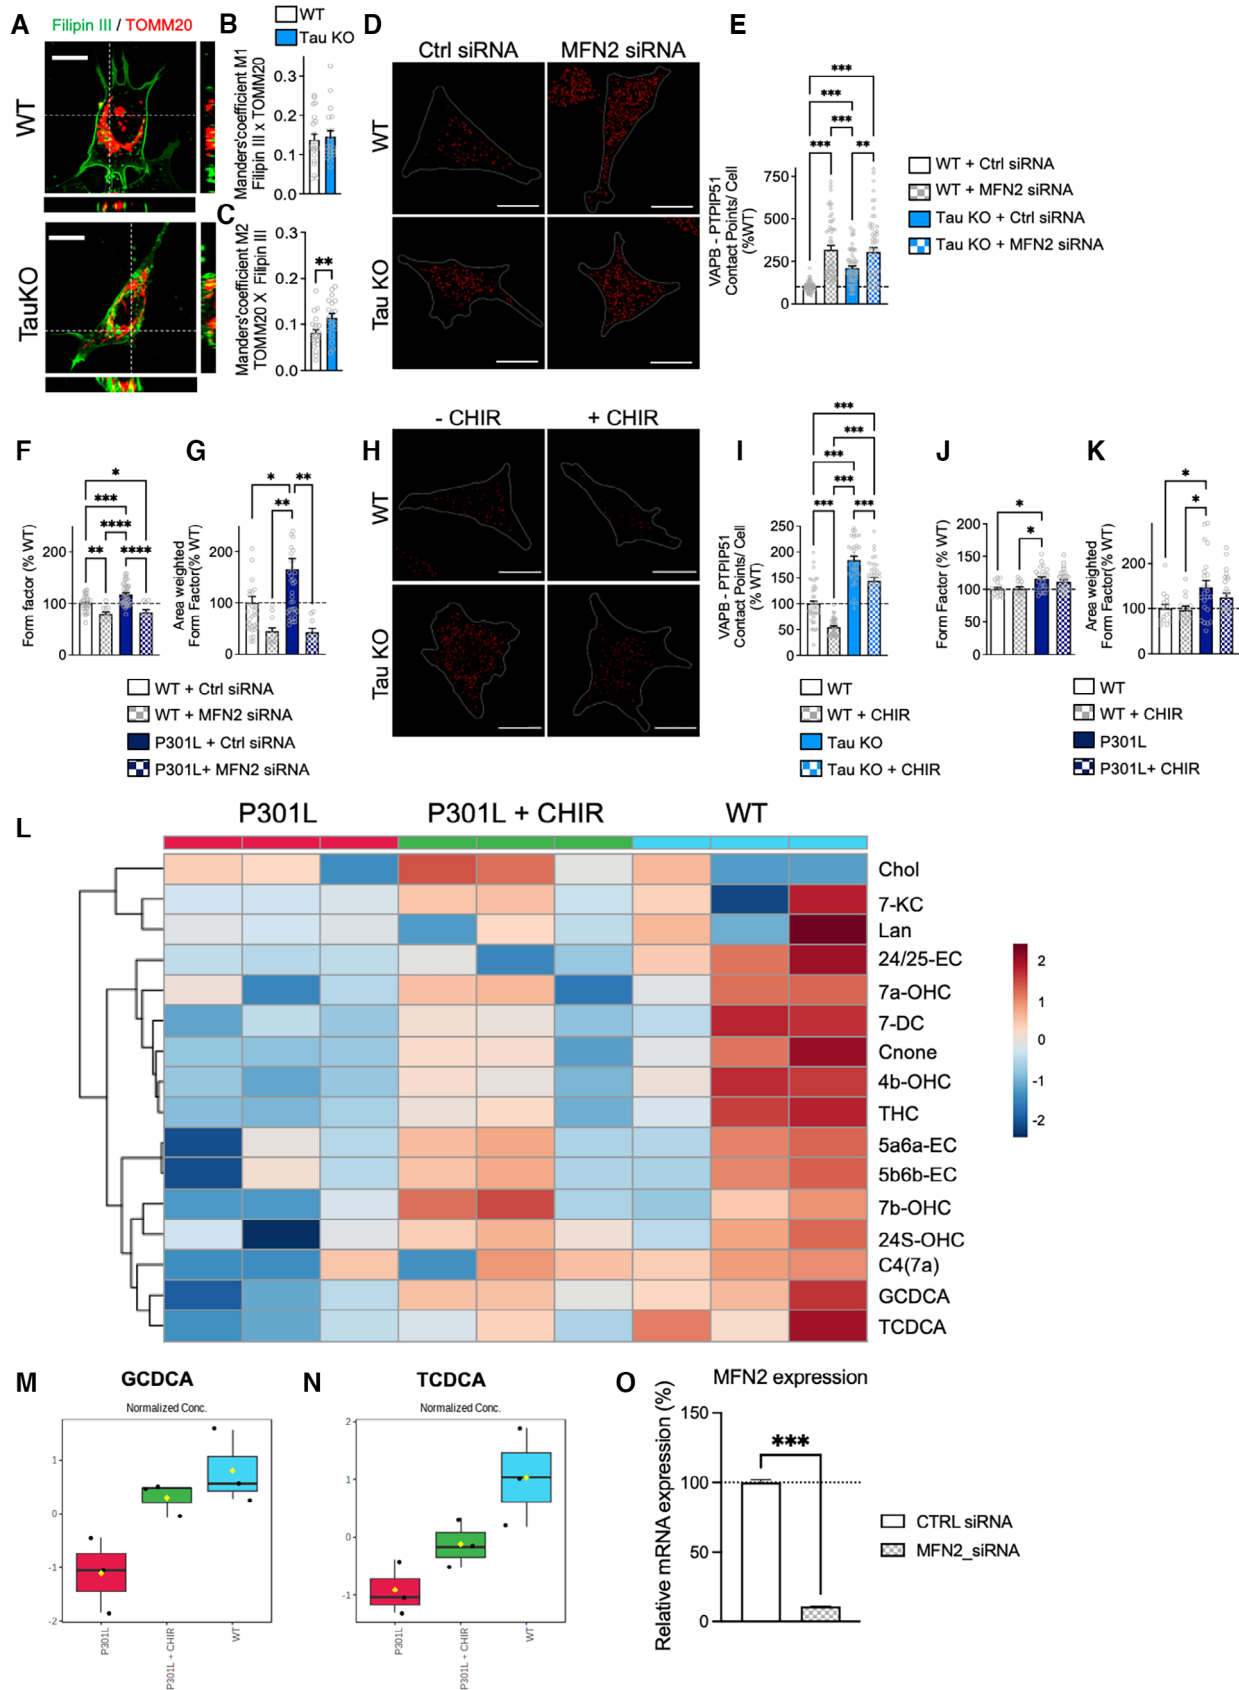 A
Filipin III / TOMM20
WT
TauKO
B
WT
Tau KO
Manders'coefficient M1
Filipin III x TOMM20
0.3
0.2
0.1
0.0
C
Manders'coefficient M2
TOMM20 X Filipin III
0.3
0.2
0.1
0.0
**
D
Ctrl siRNA
MFN2 siRNA
WT
Tau KO
E
VAPB - PTPIP51
Contact Points/ Cell
(%WT)
750
500
250
0
***
***
***
*** **
WT + Ctrl siRNA
WT + MFN2 siRNA
Tau KO + Ctrl siRNA
Tau KO + MFN2 siRNA
F
Form factor (% WT)
200
100
0
*
***
****
** ****
G
Area weighted
Form Factor(% WT)
200
100
0
* **
**
WT + Ctrl siRNA
WT + MFN2 siRNA
P301L + Ctrl siRNA
P301L+ MFN2 siRNA
H
- CHIR
+ CHIR
WT
Tau KO
I
VAPB - PTPIP51
Contact Points/ Cell
(% WT)
250
200
150
100
50
0
***
***
***
***
*** ***
WT
WT + CHIR
Tau KO
Tau KO + CHIR
J
Form Factor (% WT)
200
100
0
*
*
K
Area weighted
Form Factor(% WT)
200
100
0
*
*
WT
WT + CHIR
P301L
P301L+ CHIR
L
P301L
P301L + CHIR
WT
Chol
7-KC
Lan
24/25-EC
7a-OHC
7-DC
Cnone
4b-OHC
THC
5a6a-EC
5b6b-EC
7b-OHC
24S-OHC
C4(7a)
GCDCA
TCDCA
2
1
0
-1
-2
M
GCDCA
Normalized Conc.
1
0
-1
-2
P301L
P301L + CHIR
WT
N
TCDCA
Normalized Conc.
2
1
0
-1
P301L
P301L + CHIR
WT
O
MFN2 expression
Relative mRNA expression (%)
150
100
50
0
***
CTRL siRNA
MFN2_siRNA